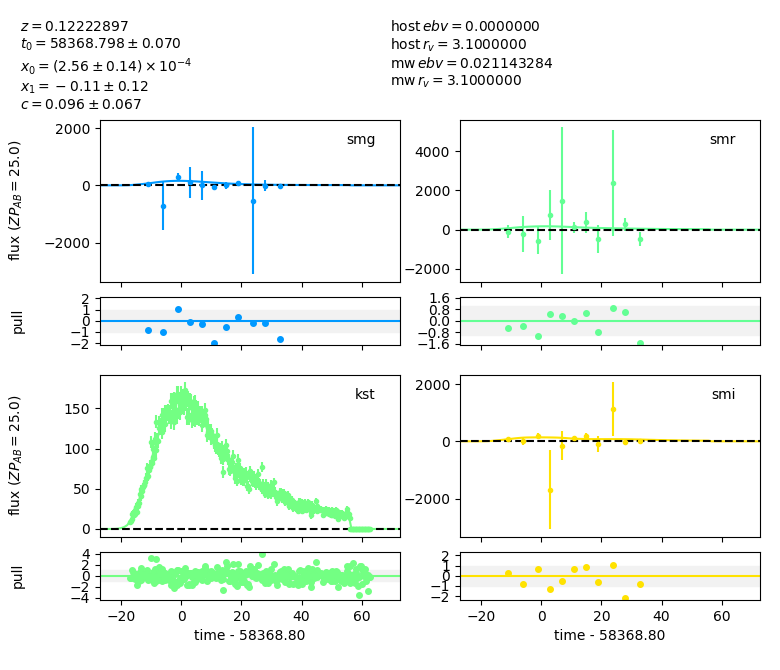 z = 0.12222897
t₀ = 58368.798 ± 0.070
x₀ = (2.56 ± 0.14) × 10⁻⁴
x₁ = −0.11 ± 0.12
c = 0.096 ± 0.067
host ebv = 0.0000000
host r_v = 3.1000000
mw ebv = 0.021143284
mw r_v = 3.1000000
flux (ZP_AB = 25.0)
2000
0
−2000
smg
4000
2000
0
−2000
smr
pull
2
1
0
−1
−2
1.6
0.8
0.0
−0.8
−1.6
flux (ZP_AB = 25.0)
150
100
50
0
kst
2000
0
−2000
smi
pull
4
2
0
−2
−4
2
1
0
−1
−2
−20 0 20 40 60
−20 0 20 40 60
time - 58368.80
time - 58368.80